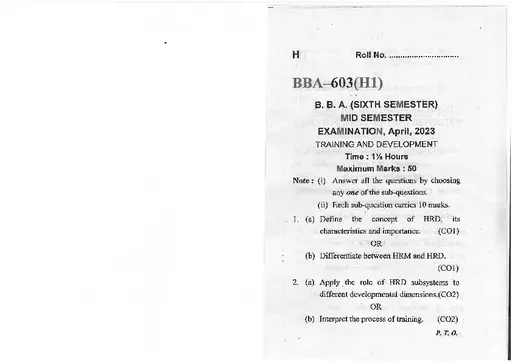 H Roll No. ..............................
BBA–603(H1)
B. B. A. (SIXTH SEMESTER)
MID SEMESTER
EXAMINATION, April, 2023
TRAINING AND DEVELOPMENT
Time : 1½ Hours
Maximum Marks : 50
Note : (i) Answer all the questions by choosing
any one of the sub-questions.
(ii) Each sub-question carries 10 marks.
1. (a) Define the concept of HRD, its
characteristics and importance. (CO1)
OR
(b) Differentiate between HRM and HRD.
(CO1)
2. (a) Apply the role of HRD subsystems to
different developmental dimensions.(CO2)
OR
(b) Interpret the process of training. (CO2)
P. T. O.